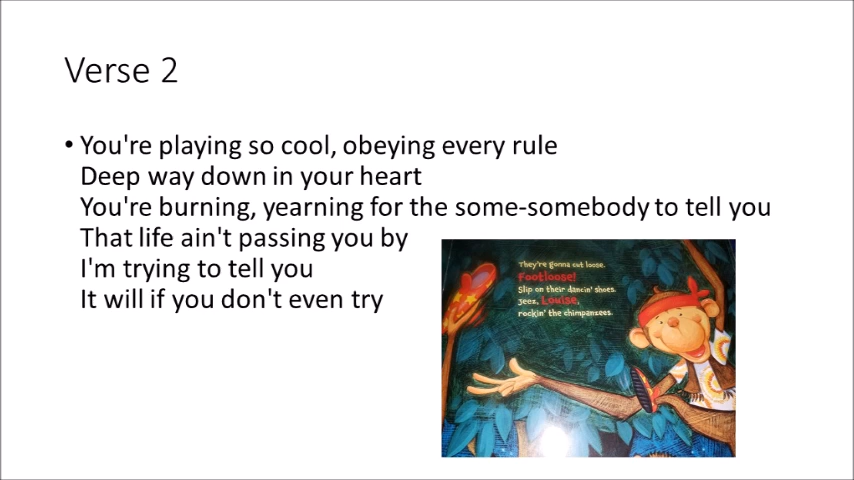 Verse 2
• You're playing so cool, obeying every rule
Deep way down in your heart
You're burning, yearning for the some-somebody to tell you
That life ain't passing you by
I'm trying to tell you
It will if you don't even try
They're gonna cut loose.
Footloose!
Slip on their dancin' shoes.
Jeez, Louise,
rockin' the chimpanzees.